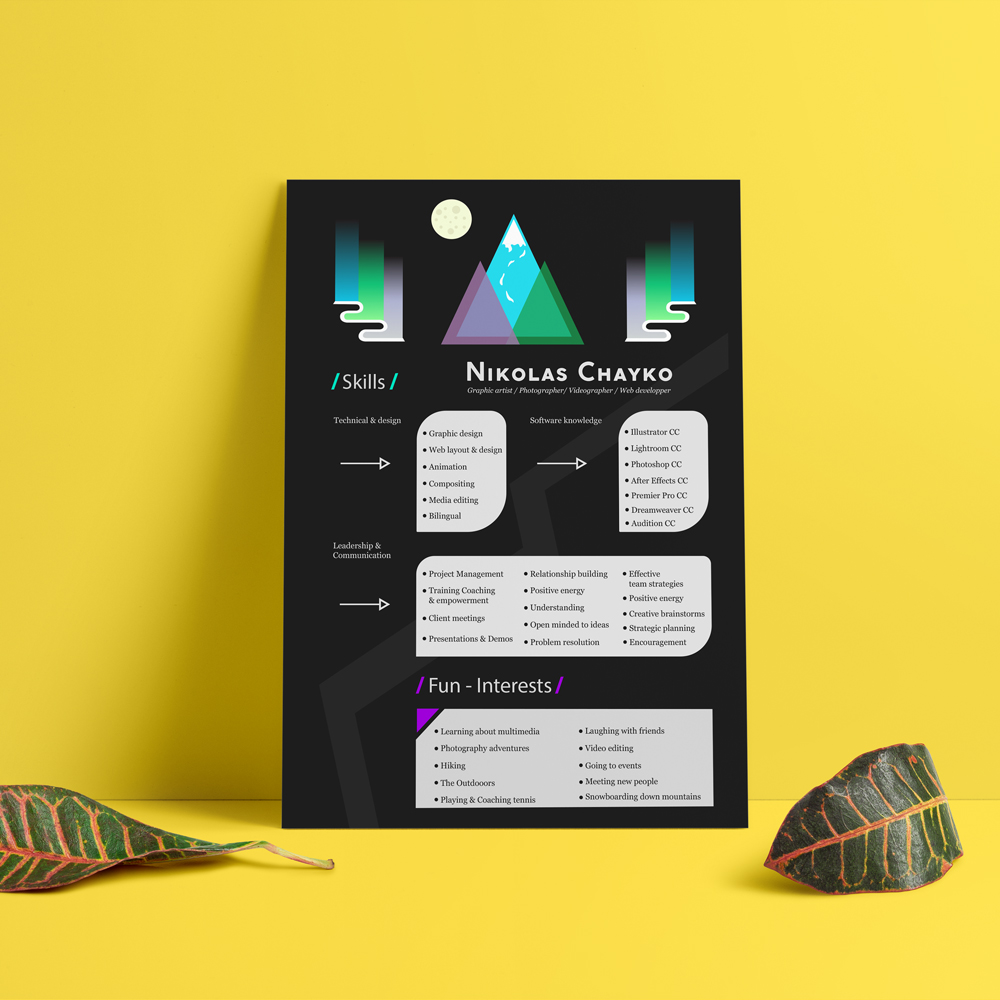 NIKOLAS CHAYKO
Graphic artist / Photographer/ Videographer / Web developper
/ Skills /
Technical & design
• Graphic design
• Web layout & design
• Animation
• Compositing
• Media editing
• Bilingual
Software knowledge
• Illustrator CC
• Lightroom CC
• Photoshop CC
• After Effects CC
• Premier Pro CC
• Dreamweaver CC
• Audition CC
Leadership &
Communication
• Project Management
• Training Coaching
& empowerment
• Client meetings
• Presentations & Demos
• Relationship building
• Positive energy
• Understanding
• Open minded to ideas
• Problem resolution
• Effective
team strategies
• Positive energy
• Creative brainstorms
• Strategic planning
• Encouragement
/ Fun - Interests /
• Learning about multimedia
• Photography adventures
• Hiking
• The Outdooors
• Playing & Coaching tennis
• Laughing with friends
• Video editing
• Going to events
• Meeting new people
• Snowboarding down mountains